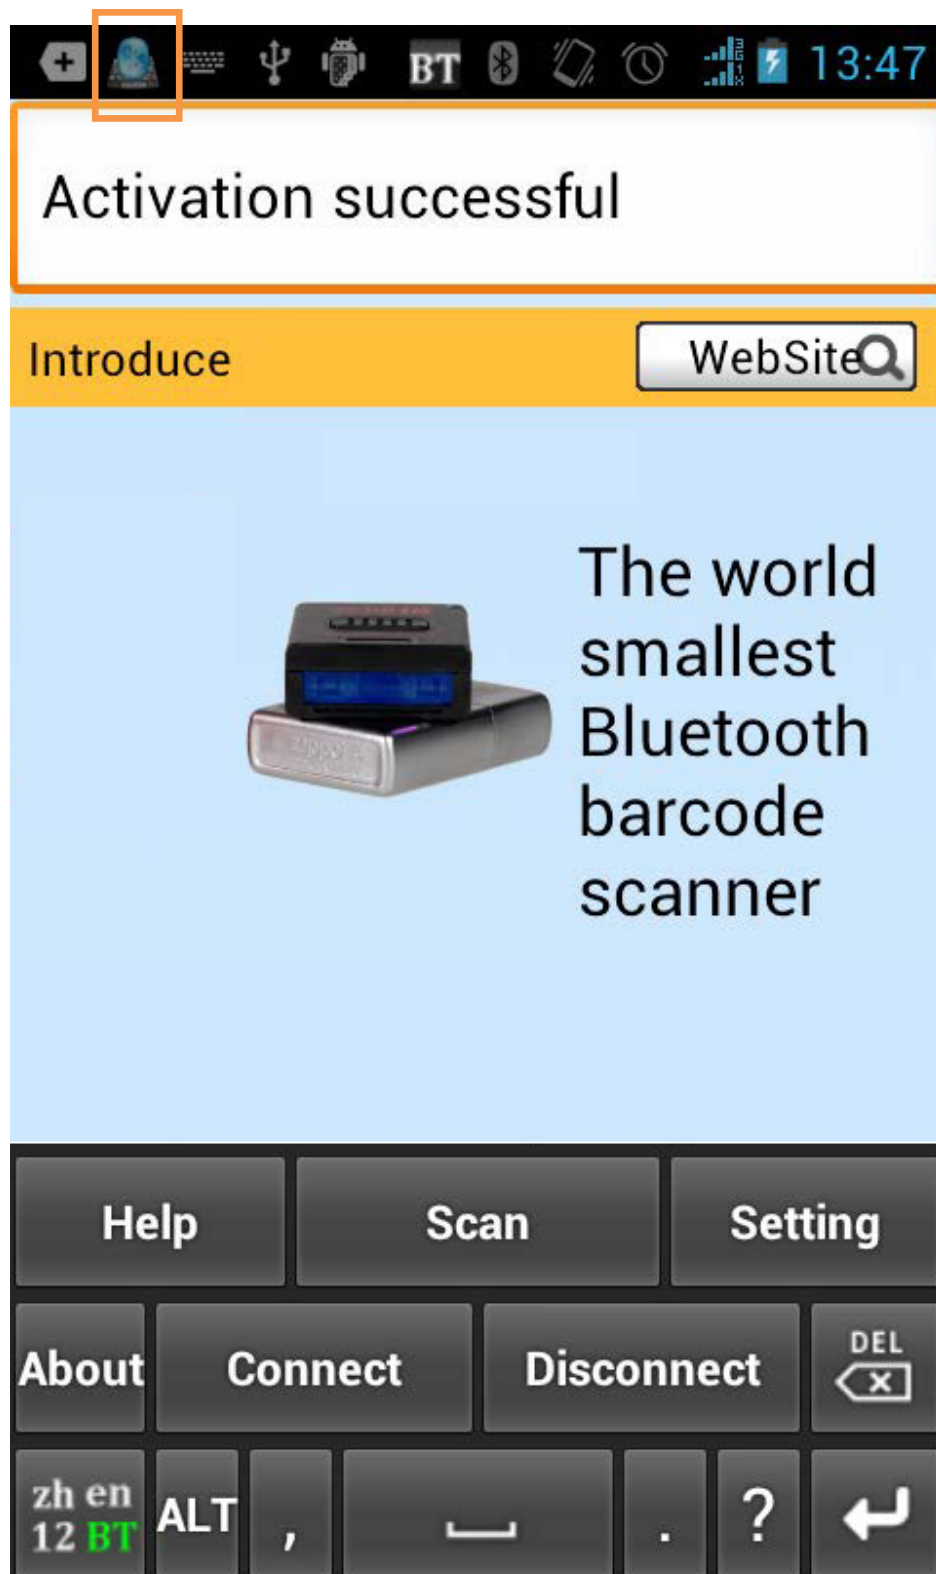 BT 13:47
Activation successful
Introduce
WebSite
The world
smallest
Bluetooth
barcode
scanner
Help Scan Setting
About Connect Disconnect DEL
zh en
12 BT ALT , . ?